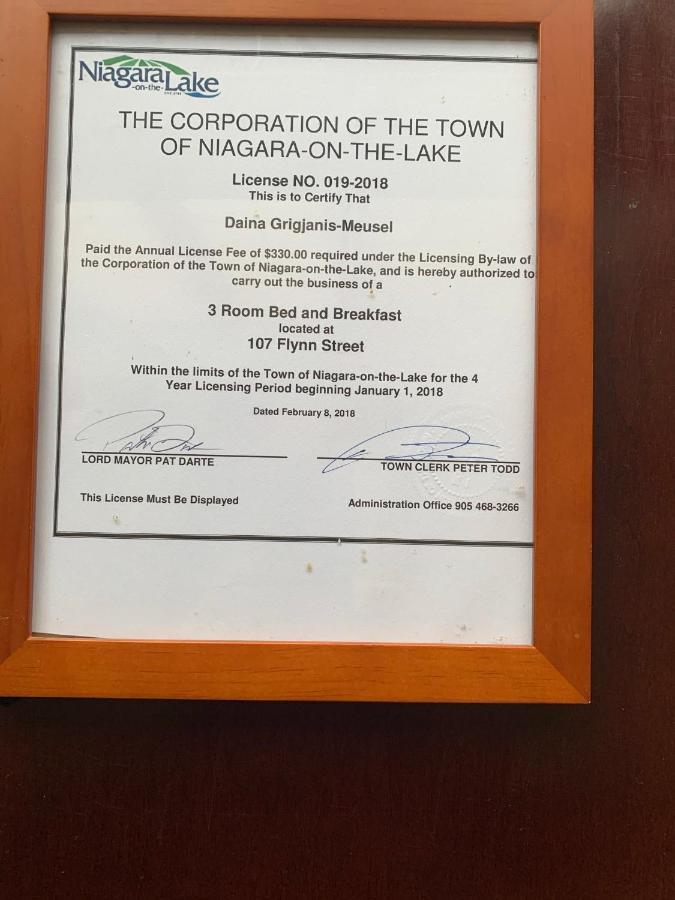 Niagara Lake
-on-the-
THE CORPORATION OF THE TOWN
OF NIAGARA-ON-THE-LAKE
License NO. 019-2018
This is to Certify That
Daina Grigjanis-Meusel
Paid the Annual License Fee of $330.00 required under the Licensing By-law of
the Corporation of the Town of Niagara-on-the-Lake, and is hereby authorized to
carry out the business of a
3 Room Bed and Breakfast
located at
107 Flynn Street
Within the limits of the Town of Niagara-on-the-Lake for the 4
Year Licensing Period beginning January 1, 2018
Dated February 8, 2018
LORD MAYOR PAT DARTE
TOWN CLERK PETER TODD
This License Must Be Displayed
Administration Office 905 468-3266